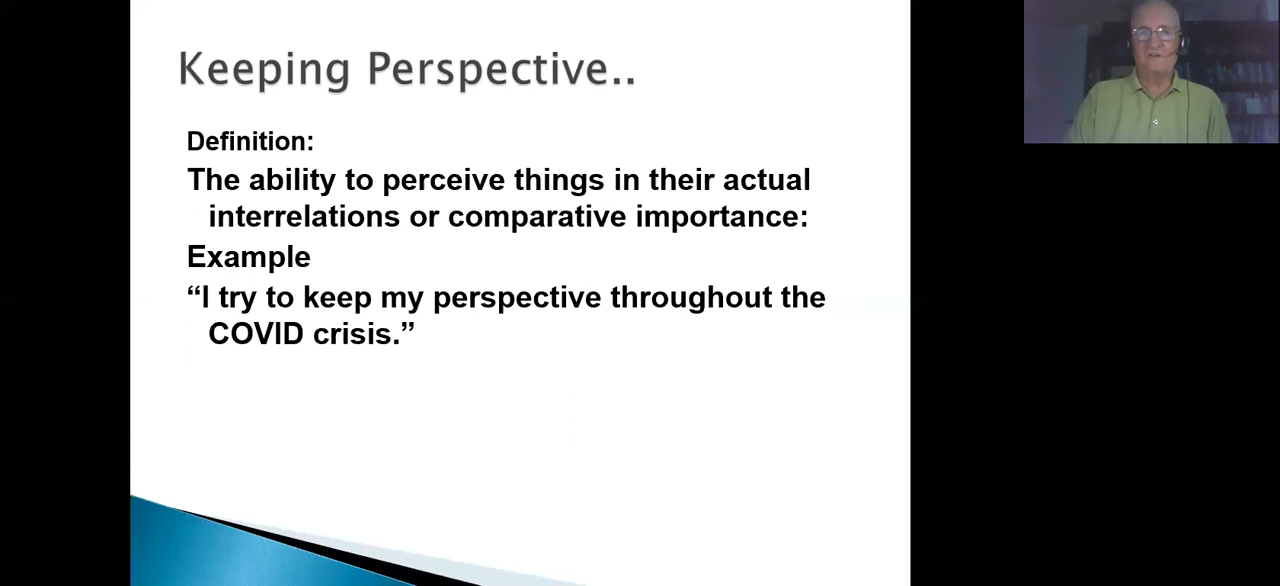 Keeping Perspective..
Definition:
The ability to perceive things in their actual
interrelations or comparative importance:
Example
“I try to keep my perspective throughout the
COVID crisis.”